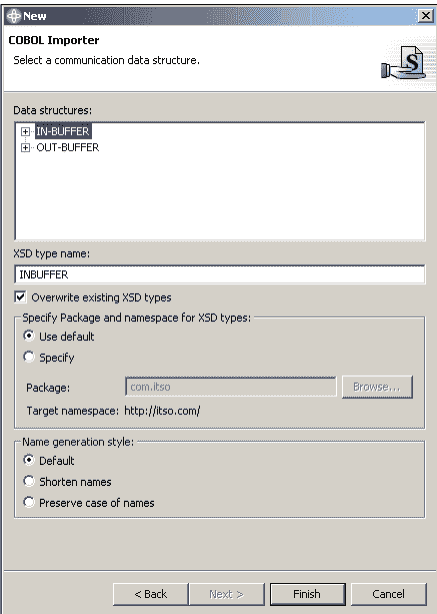 New
COBOL Importer
Select a communication data structure.
S
Data structures:
IN-BUFFER
OUT-BUFFER
XSD type name:
INBUFFER
Overwrite existing XSD types
Specify Package and namespace for XSD types:
Use default
Specify
Package: com.itso Browse...
Target namespace: http://itso.com/
Name generation style:
Default
Shorten names
Preserve case of names
< Back Next > Finish Cancel